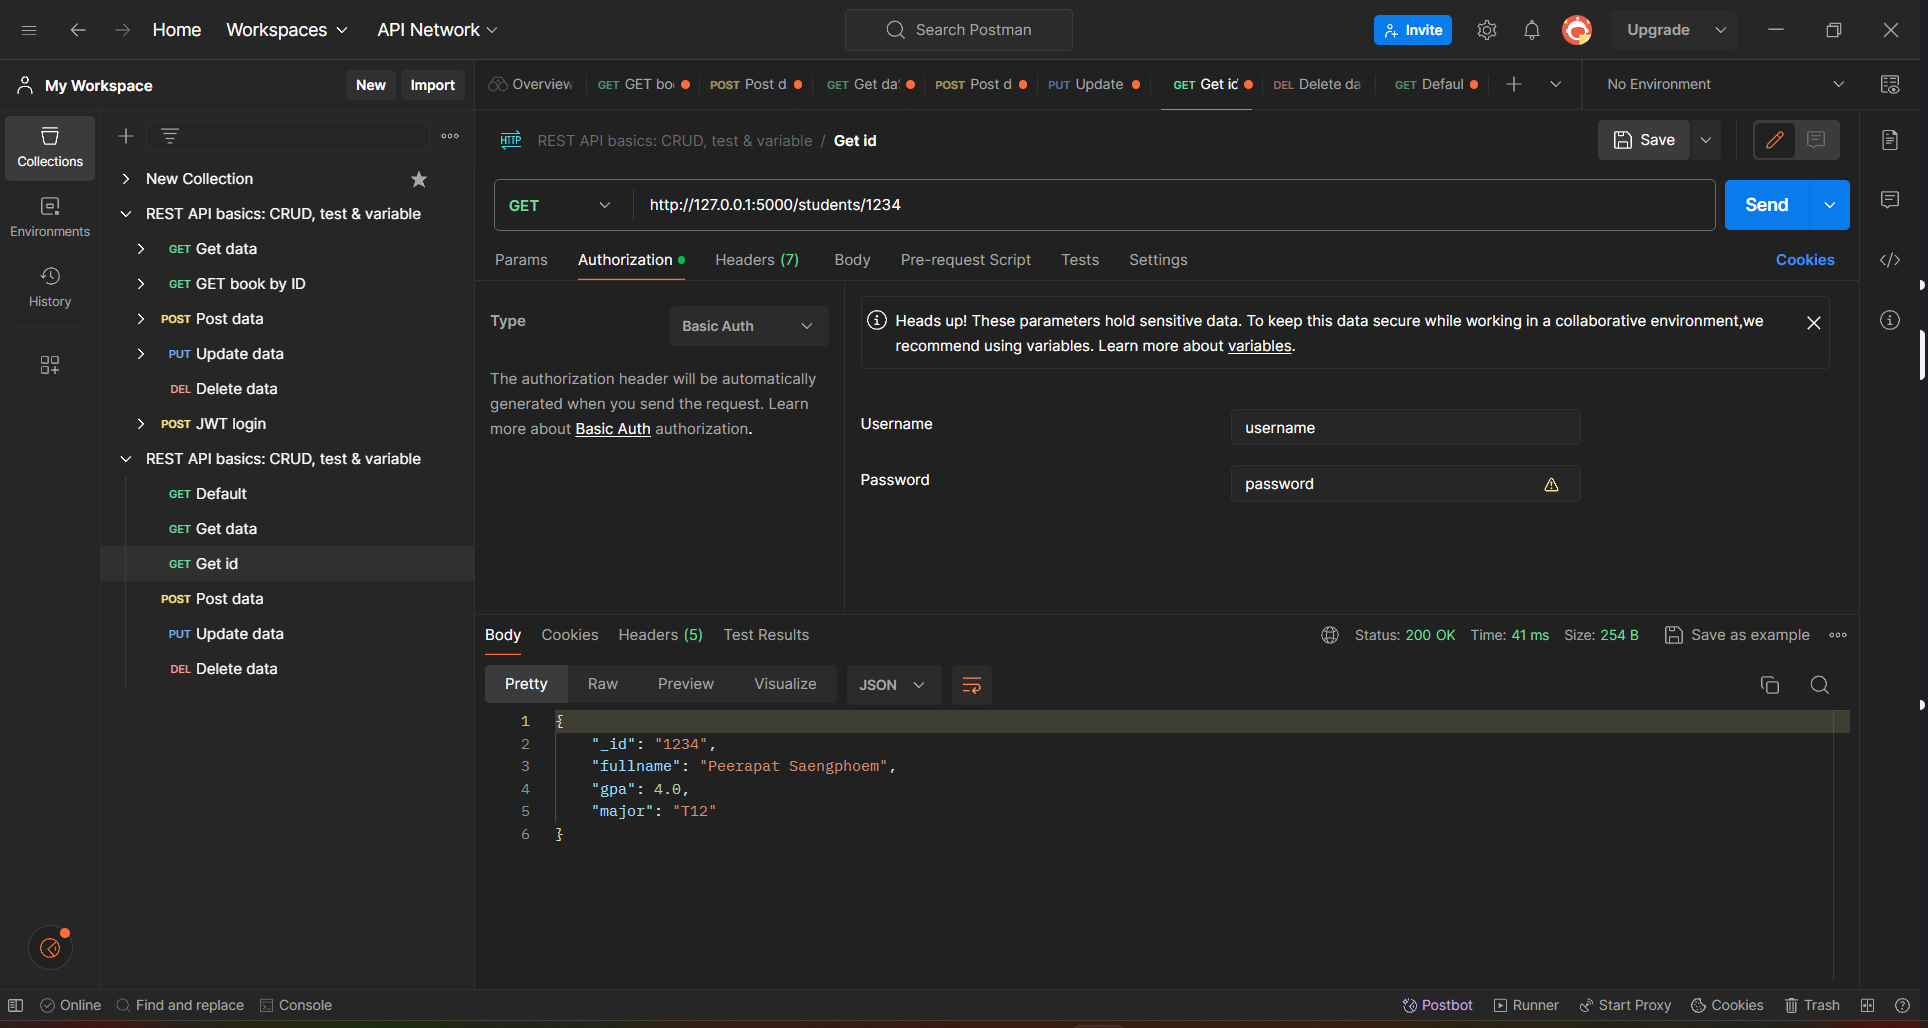 Home Workspaces API Network Search Postman Invite Upgrade
My Workspace New Import Overview GET GET bo POST Post d GET Get da POST Post d PUT Update GET Get id DEL Delete da GET Defaul No Environment
Collections
Environments
History
New Collection
REST API basics: CRUD, test & variable
GET Get data
GET GET book by ID
POST Post data
PUT Update data
DEL Delete data
POST JWT login
REST API basics: CRUD, test & variable
GET Default
GET Get data
GET Get id
POST Post data
PUT Update data
DEL Delete data
HTTP REST API basics: CRUD, test & variable / Get id Save
GET http://127.0.0.1:5000/students/1234 Send
Params Authorization Headers (7) Body Pre-request Script Tests Settings Cookies
Type Basic Auth
The authorization header will be automatically
generated when you send the request. Learn
more about Basic Auth authorization.
Heads up! These parameters hold sensitive data. To keep this data secure while working in a collaborative environment,we
recommend using variables. Learn more about variables.
Username username
Password password
Body Cookies Headers (5) Test Results Status: 200 OK Time: 41 ms Size: 254 B Save as example
Pretty Raw Preview Visualize JSON
1 {
2 "_id": "1234",
3 "fullname": "Peerapat Saengphoem",
4 "gpa": 4.0,
5 "major": "T12"
6 }
Online Find and replace Console Postbot Runner Start Proxy Cookies Trash